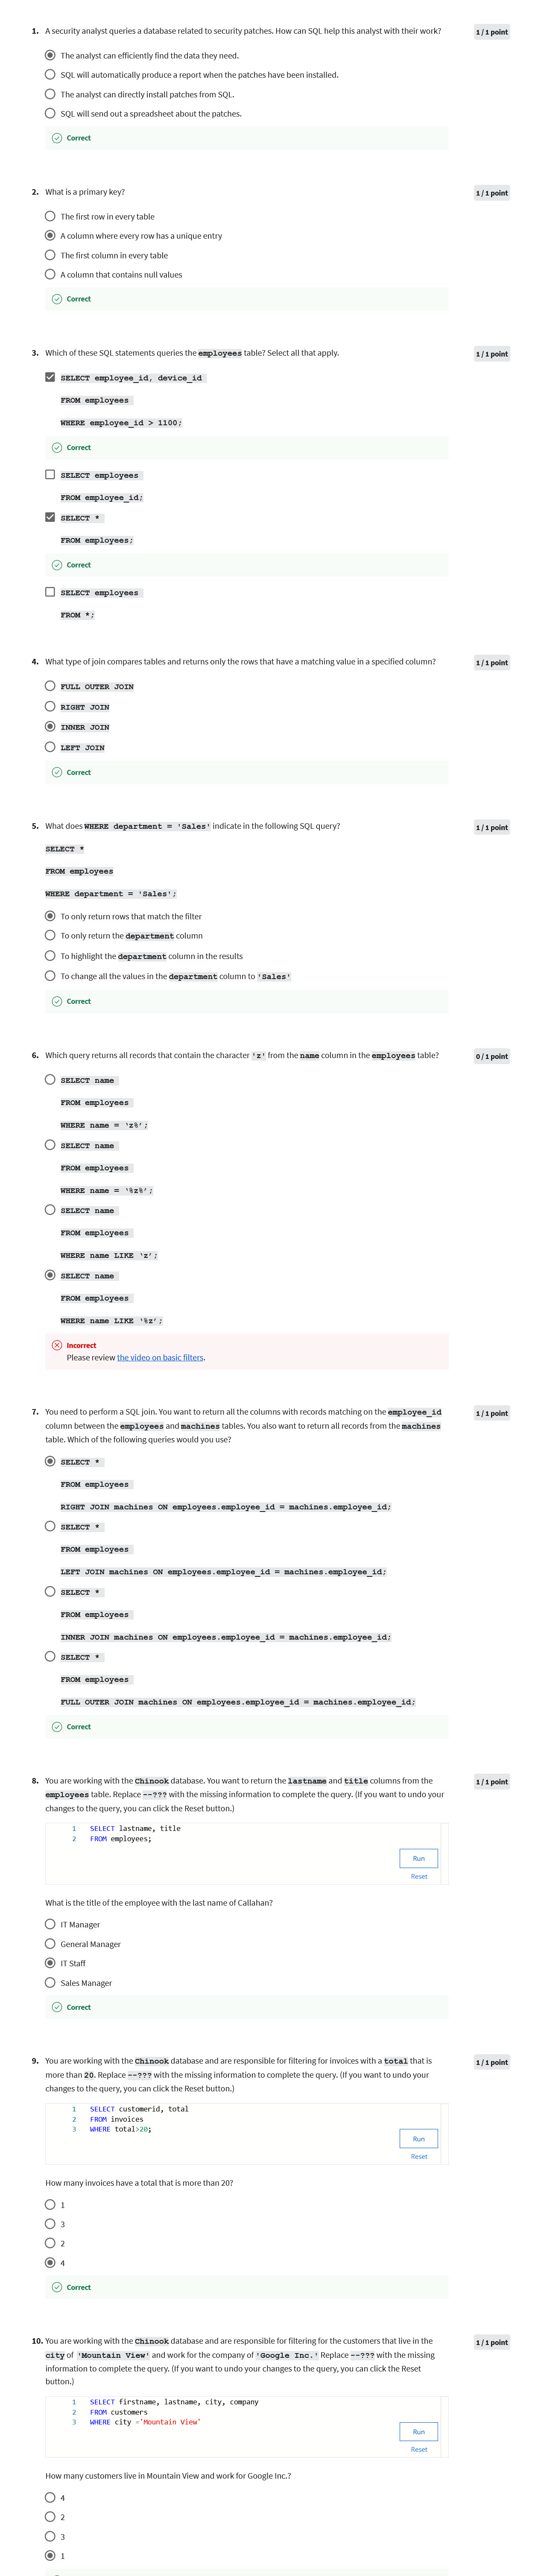 1. A security analyst queries a database related to security patches. How can SQL help this analyst with their work?
1 / 1 point
The analyst can efficiently find the data they need.
SQL will automatically produce a report when the patches have been installed.
The analyst can directly install patches from SQL.
SQL will send out a spreadsheet about the patches.
Correct
2. What is a primary key?
1 / 1 point
The first row in every table
A column where every row has a unique entry
The first column in every table
A column that contains null values
Correct
3. Which of these SQL statements queries the employees table? Select all that apply.
1 / 1 point
SELECT employee_id, device_id
FROM employees
WHERE employee_id > 1100;
Correct
SELECT employees
FROM employee_id;
SELECT *
FROM employees;
Correct
SELECT employees
FROM *;
4. What type of join compares tables and returns only the rows that have a matching value in a specified column?
1 / 1 point
FULL OUTER JOIN
RIGHT JOIN
INNER JOIN
LEFT JOIN
Correct
5. What does WHERE department = 'Sales' indicate in the following SQL query?
1 / 1 point
SELECT *
FROM employees
WHERE department = 'Sales';
To only return rows that match the filter
To only return the department column
To highlight the department column in the results
To change all the values in the department column to 'Sales'
Correct
6. Which query returns all records that contain the character 'z' from the name column in the employees table?
0 / 1 point
SELECT name
FROM employees
WHERE name = ‘z%’;
SELECT name
FROM employees
WHERE name = ‘%z%’;
SELECT name
FROM employees
WHERE name LIKE ‘z’;
SELECT name
FROM employees
WHERE name LIKE ‘%z’;
Incorrect
Please review the video on basic filters.
7. You need to perform a SQL join. You want to return all the columns with records matching on the employee_id
1 / 1 point
column between the employees and machines tables. You also want to return all records from the machines
table. Which of the following queries would you use?
SELECT *
FROM employees
RIGHT JOIN machines ON employees.employee_id = machines.employee_id;
SELECT *
FROM employees
LEFT JOIN machines ON employees.employee_id = machines.employee_id;
SELECT *
FROM employees
INNER JOIN machines ON employees.employee_id = machines.employee_id;
SELECT *
FROM employees
FULL OUTER JOIN machines ON employees.employee_id = machines.employee_id;
Correct
8. You are working with the Chinook database. You want to return the lastname and title columns from the
1 / 1 point
employees table. Replace --??? with the missing information to complete the query. (If you want to undo your
changes to the query, you can click the Reset button.)
1 SELECT lastname, title
2 FROM employees;
Run
Reset
What is the title of the employee with the last name of Callahan?
IT Manager
General Manager
IT Staff
Sales Manager
Correct
9. You are working with the Chinook database and are responsible for filtering for invoices with a total that is
1 / 1 point
more than 20. Replace --??? with the missing information to complete the query. (If you want to undo your
changes to the query, you can click the Reset button.)
1 SELECT customerid, total
2 FROM invoices
3 WHERE total>20;
Run
Reset
How many invoices have a total that is more than 20?
1
3
2
4
Correct
10. You are working with the Chinook database and are responsible for filtering for the customers that live in the
1 / 1 point
city of 'Mountain View' and work for the company of 'Google Inc.' Replace --??? with the missing
information to complete the query. (If you want to undo your changes to the query, you can click the Reset
button.)
1 SELECT firstname, lastname, city, company
2 FROM customers
3 WHERE city ='Mountain View'
Run
Reset
How many customers live in Mountain View and work for Google Inc.?
4
2
3
1